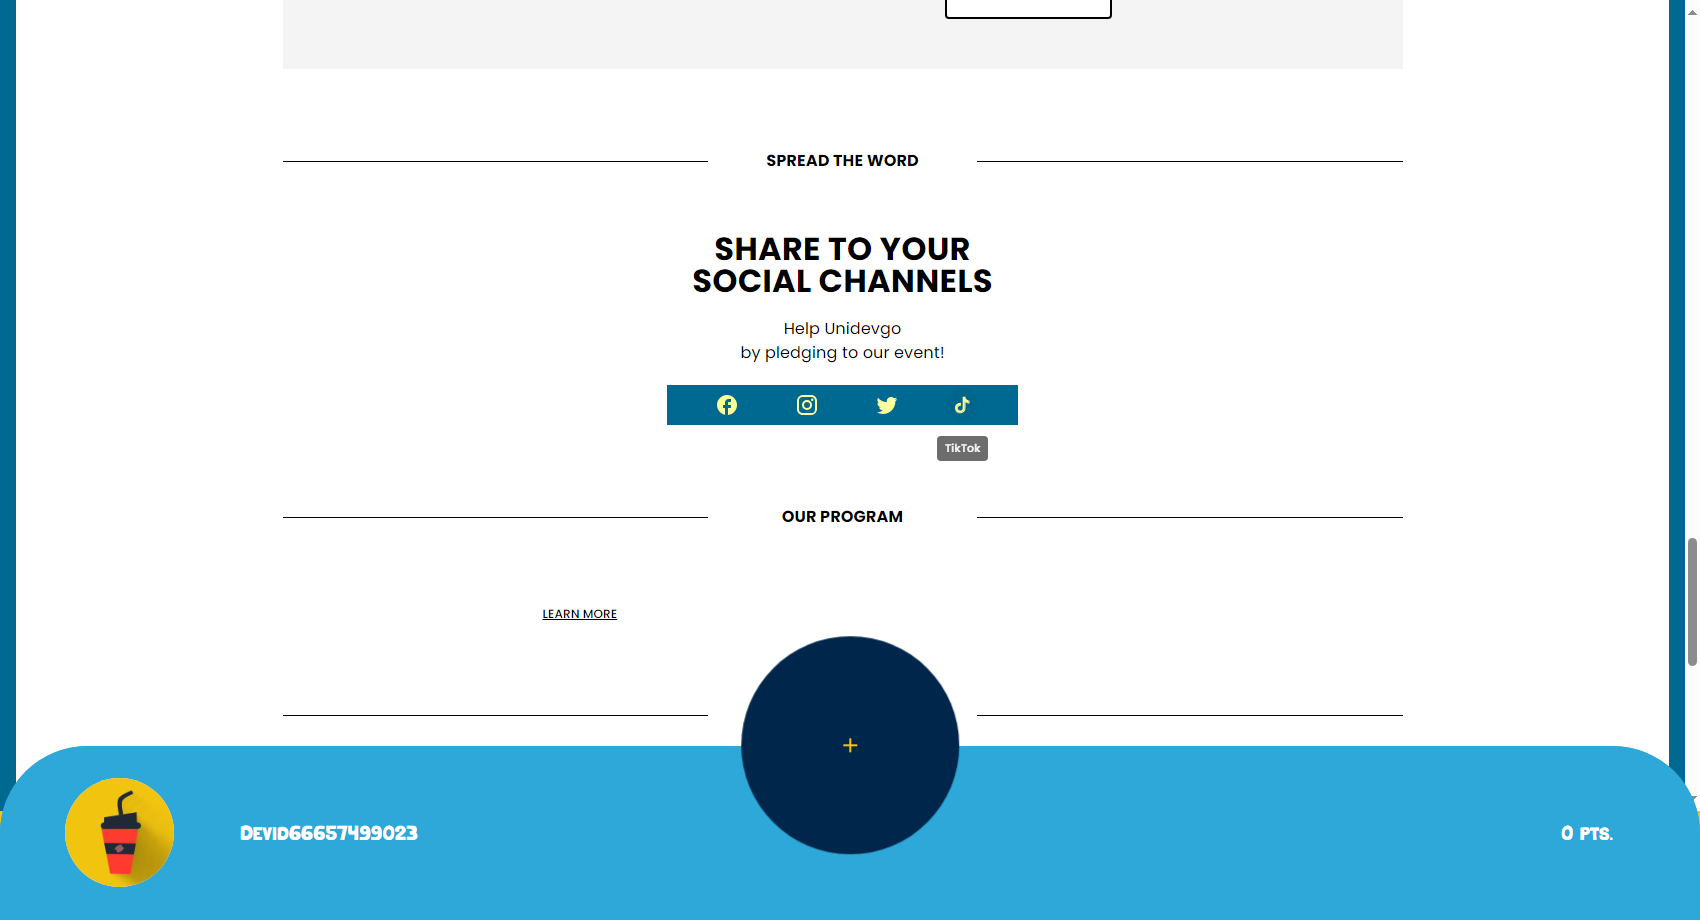 SPREAD THE WORD
SHARE TO YOUR
SOCIAL CHANNELS
Help Unidevgo
by pledging to our event!
TikTok
OUR PROGRAM
LEARN MORE
+
Devid66657499023
0 pts.